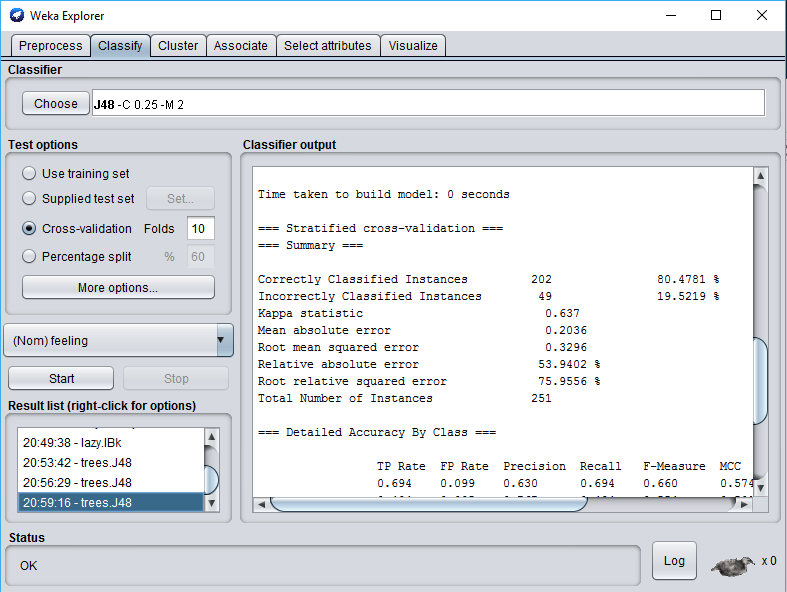 Weka Explorer
Preprocess Classify Cluster Associate Select attributes Visualize
Classifier
Choose J48 -C 0.25 -M 2
Test options
Use training set
Supplied test set Set...
Cross-validation Folds 10
Percentage split % 60
More options...
(Nom) feeling
Start Stop
Result list (right-click for options)
20:49:38 - lazy.IBk
20:53:42 - trees.J48
20:56:29 - trees.J48
20:59:16 - trees.J48
Classifier output
Time taken to build model: 0 seconds
=== Stratified cross-validation ===
=== Summary ===
Correctly Classified Instances 202 80.4781 %
Incorrectly Classified Instances 49 19.5219 %
Kappa statistic 0.637
Mean absolute error 0.2036
Root mean squared error 0.3296
Relative absolute error 53.9402 %
Root relative squared error 75.9556 %
Total Number of Instances 251
=== Detailed Accuracy By Class ===
TP Rate FP Rate Precision Recall F-Measure MCC
0.694 0.099 0.630 0.694 0.660 0.574
Status
OK
Log x 0